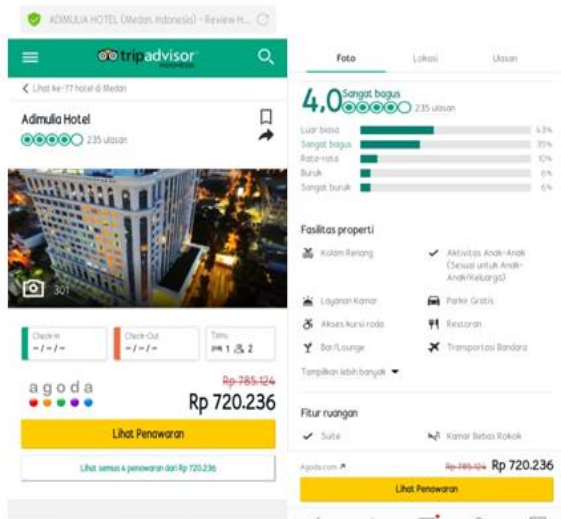 ADIMULIA HOTEL (Medan, Indonesia) - Review H...
tripadvisor
INDONESIA
Lihat ke-77 hotel di Medan
Adimulia Hotel
235 ulasan
301
Check-in
-/-/-
Check-Out
-/-/-
Tamu
1 2
agoda
Rp 785.124
Rp 720.236
Lihat Penawaran
Lihat semua 4 penawaran dari Rp 720.236
Foto
Lokasi
Ulasan
4,0 Sangat bagus
235 ulasan
Luar biasa 43%
Sangat bagus 35%
Rata-rata 10%
Buruk 6%
Sangat buruk 6%
Fasilitas properti
Kolam Renang
Aktivitas Anak-Anak
(Sesuai untuk Anak-
Anak/Keluarga)
Layanan Kamar
Parkir Gratis
Akses kursi roda
Restoran
Bar/Lounge
Transportasi Bandara
Tampilkan lebih banyak
Fitur ruangan
Suite
Kamar Bebas Rokok
Agoda.com
Rp 785.124 Rp 720.236
Lihat Penawaran